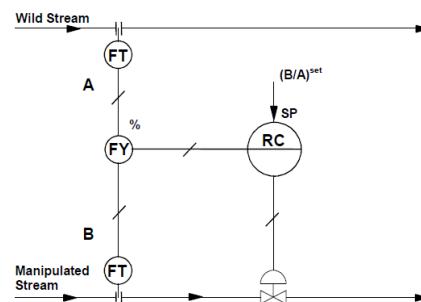 Wild Stream
FT
A
(B/A)^set
SP
%
FY
RC
B
FT
Manipulated
Stream